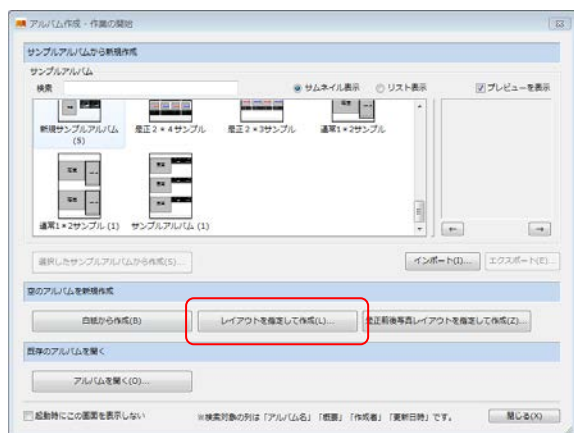 アルバム作成 - 作業の開始
サンプルアルバムから新規作成
サンプルアルバム
検索 サムネイル表示 リスト表示 プレビューを表示
新規サンプルアルバム (5) 是正2*4サンプル 是正2*3サンプル 通常1*2サンプル
通常1*2サンプル (1) サンプルアルバム (1)
選択したサンプルアルバムから作成(S)... インポート(I)... エクスポート(E)...
空のアルバムを新規作成
白紙から作成(B) レイアウトを指定して作成(L)... 是正前後写真レイアウトを指定して作成(Z)...
既存のアルバムを開く
アルバムを開く(O)...
起動時にこの画面を表示しない ※検索対象の列は「アルバム名」「概要」「作成者」「更新日時」です。 閉じる(X)